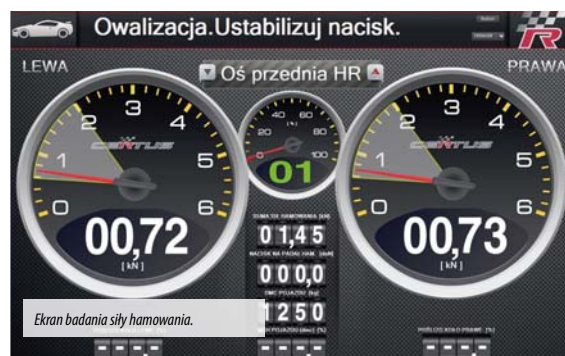 Owalizacja.Ustabilizuj nacisk.
R
LEWA
Oś przednia HR
PRAWA
0 1 2 3 4 5 6
CENTUS
00,72
[ kN ]
0 20 40 60 80 100
[ % ]
01
0 1 2 3 4 5 6
CENTUS
00,73
[ kN ]
SUMA SIŁ HAMOWANIA [kN]
01,45
NACISK NA PEDAŁ HAM. [daN]
000,0
DMC POJAZDU [kg]
1250
Ekran badania siły hamowania.